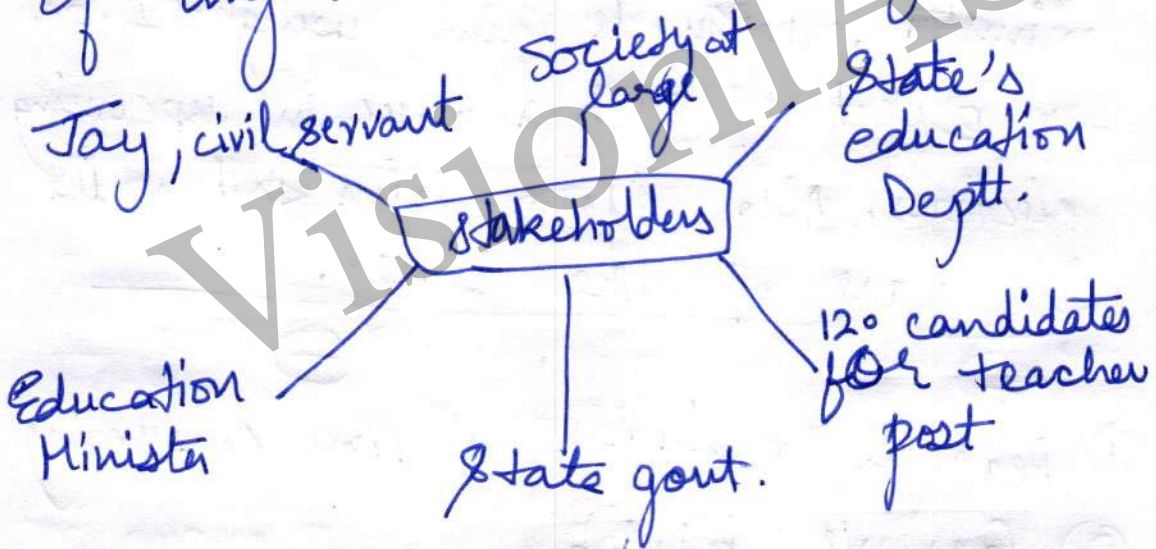 of
Society at
large
Jay, civil servant
State's
education
Deptt.
Stakeholders
Education
Minister
State govt.
120 candidates
for teacher
post
VisionIAS